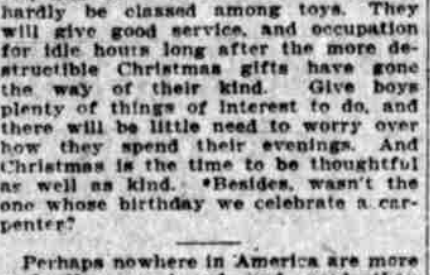 hardly be classed among toys. They
will give good service, and occupation
for idle hours long after the more de-
structible Christmas gifts have gone
the way of their kind. Give boys
plenty of things of interest to do, and
there will be little need to worry over
how they spend their evenings. And
Christmas is the time to be thoughtful
as well as kind. *Besides, wasn't the
one whose birthday we celebrate a car-
penter?
Perhaps nowhere in America are more